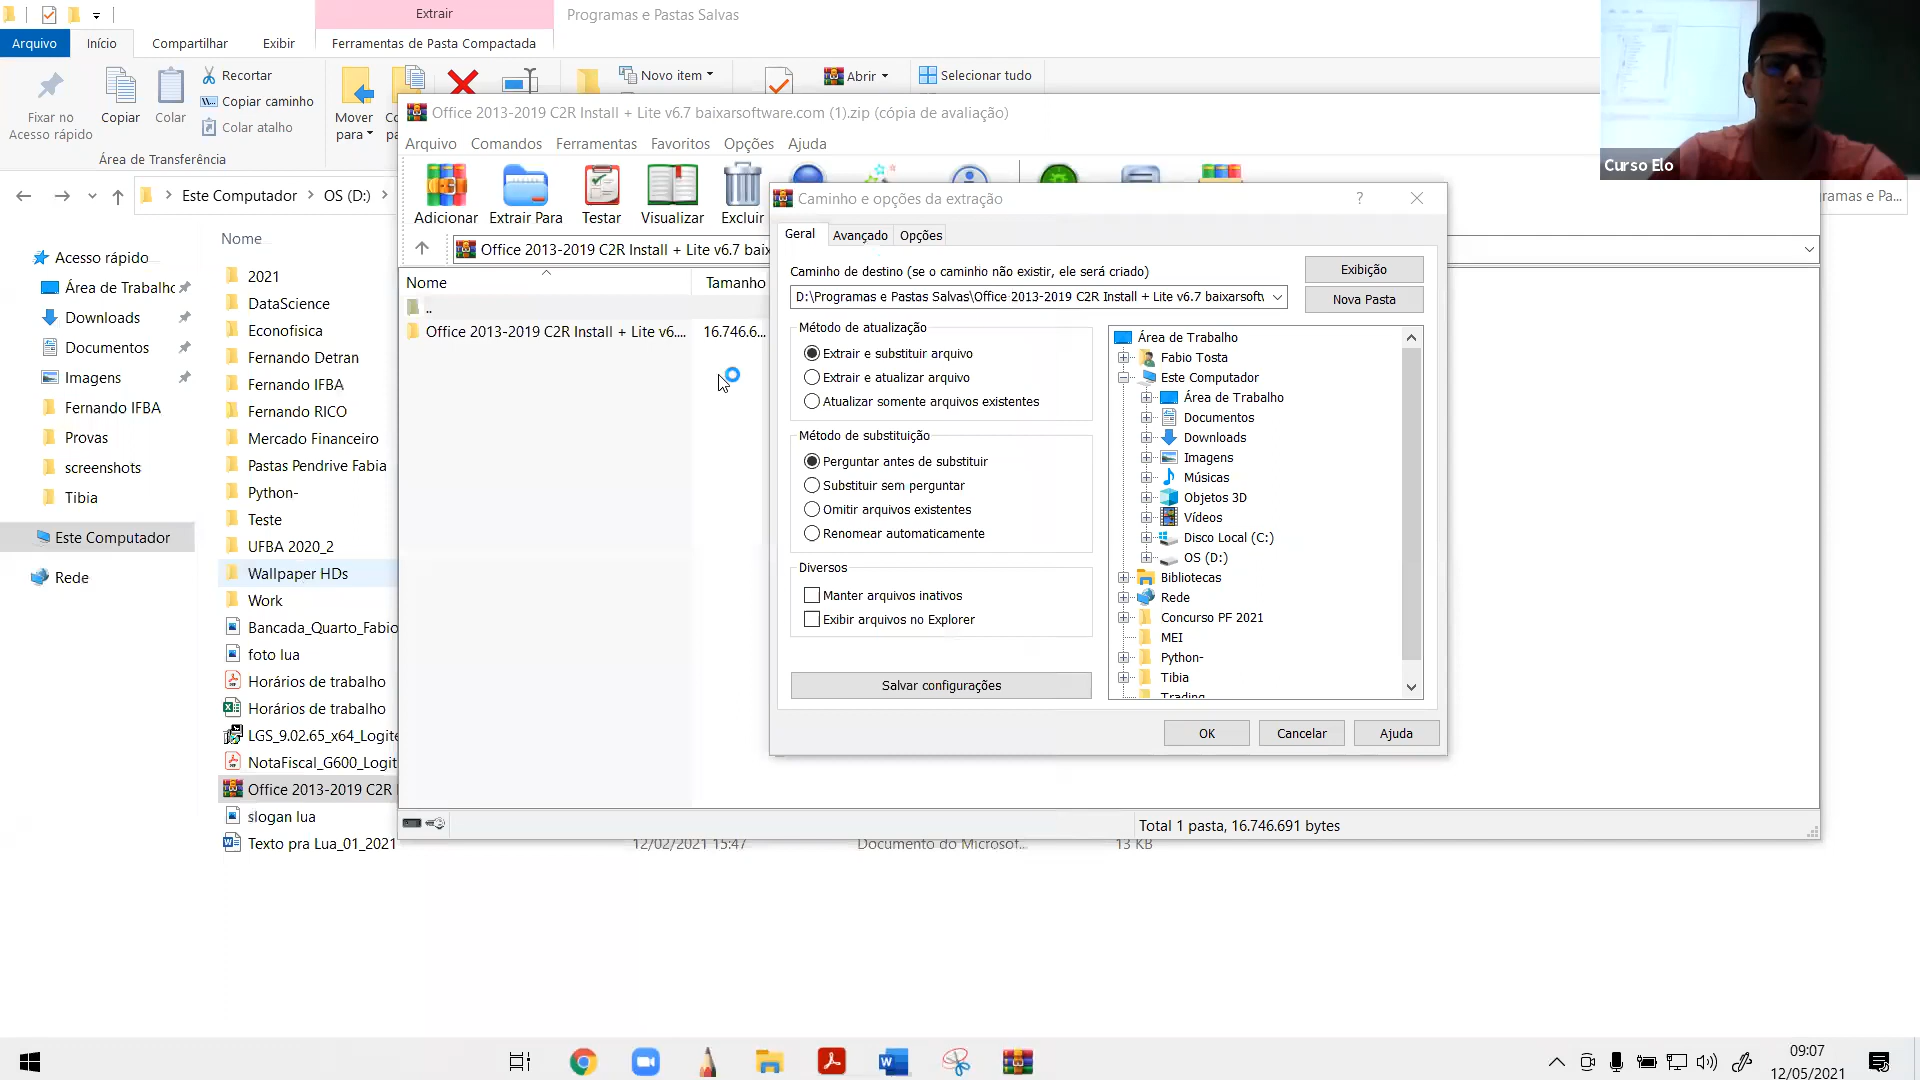 Extrair
Programas e Pastas Salvas
Arquivo
Início
Compartilhar
Exibir
Ferramentas de Pasta Compactada
Fixar no
Acesso rápido
Copiar
Colar
Recortar
Copiar caminho
Colar atalho
Área de Transferência
Mover
para
Novo item
Abrir
Selecionar tudo
Curso Elo
Este Computador
OS (D:)
ramas e Pa...
Nome
Acesso rápido
Área de Trabalho
Downloads
Documentos
Imagens
Fernando IFBA
Provas
screenshots
Tibia
Este Computador
Rede
2021
DataScience
Econofisica
Fernando Detran
Fernando IFBA
Fernando RICO
Mercado Financeiro
Pastas Pendrive Fabia
Python-
Teste
UFBA 2020_2
Wallpaper HDs
Work
Bancada_Quarto_Fabio
foto lua
Horários de trabalho
Horários de trabalho
LGS_9.02.65_x64_Logite
NotaFiscal_G600_Logit
Office 2013-2019 C2R
slogan lua
Texto pra Lua_01_2021
12/02/2021 15:47
Documento do Microsof...
13 KB
Office 2013-2019 C2R Install + Lite v6.7 baixarsoftware.com (1).zip (cópia de avaliação)
Arquivo
Comandos
Ferramentas
Favoritos
Opções
Ajuda
Adicionar
Extrair Para
Testar
Visualizar
Excluir
Office 2013-2019 C2R Install + Lite v6.7 baix
Nome
Tamanho
..
Office 2013-2019 C2R Install + Lite v6....
16.746.6...
Total 1 pasta, 16.746.691 bytes
Caminho e opções da extração
?
Geral
Avançado
Opções
Caminho de destino (se o caminho não existir, ele será criado)
D:\Programas e Pastas Salvas\Office 2013-2019 C2R Install + Lite v6.7 baixarsoft
Exibição
Nova Pasta
Método de atualização
Extrair e substituir arquivo
Extrair e atualizar arquivo
Atualizar somente arquivos existentes
Método de substituição
Perguntar antes de substituir
Substituir sem perguntar
Omitir arquivos existentes
Renomear automaticamente
Diversos
Manter arquivos inativos
Exibir arquivos no Explorer
Salvar configurações
Área de Trabalho
Fabio Tosta
Este Computador
Área de Trabalho
Documentos
Downloads
Imagens
Músicas
Objetos 3D
Vídeos
Disco Local (C:)
OS (D:)
Bibliotecas
Rede
Concurso PF 2021
MEI
Python-
Tibia
Trading
OK
Cancelar
Ajuda
09:07
12/05/2021